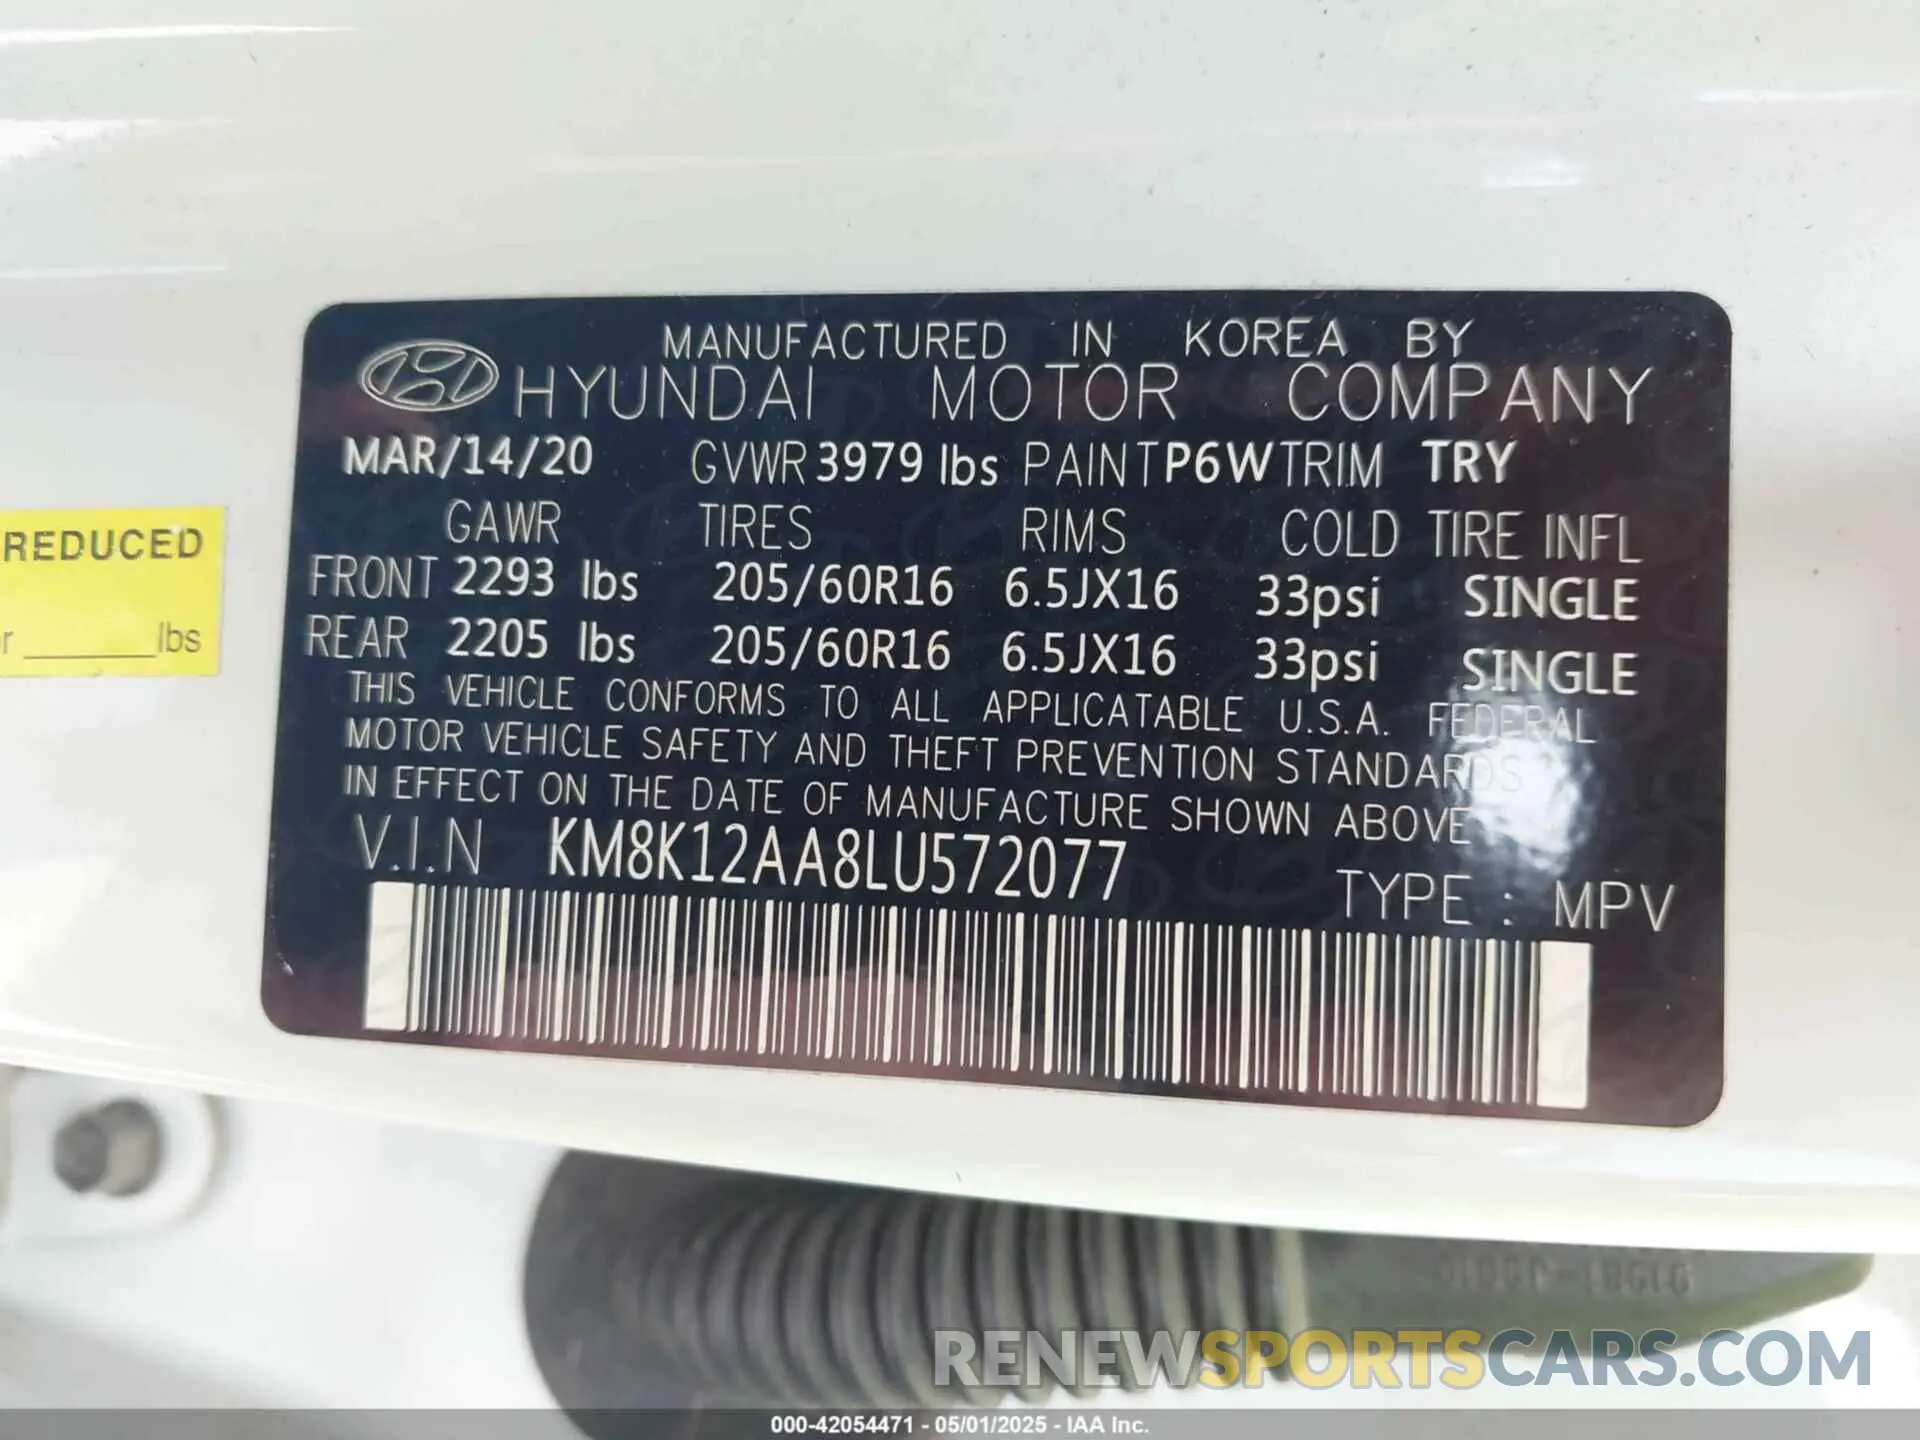 MANUFACTURED IN KOREA BY
HYUNDAI MOTOR COMPANY
MAR/14/20 GVWR 3979 lbs PAINT P6W TRIM TRY
GAWR TIRES RIMS COLD TIRE INFL
FRONT 2293 lbs 205/60R16 6.5JX16 33psi SINGLE
REAR 2205 lbs 205/60R16 6.5JX16 33psi SINGLE
THIS VEHICLE CONFORMS TO ALL APPLICATABLE U.S.A. FEDERAL
MOTOR VEHICLE SAFETY AND THEFT PREVENTION STANDARDS
IN EFFECT ON THE DATE OF MANUFACTURE SHOWN ABOVE
V.I.N KM8K12AA8LU572077
TYPE : MPV
REDUCED
lbs
RENEWSPORTSCARS.COM
000-42054471 - 05/01/2025 - IAA Inc.